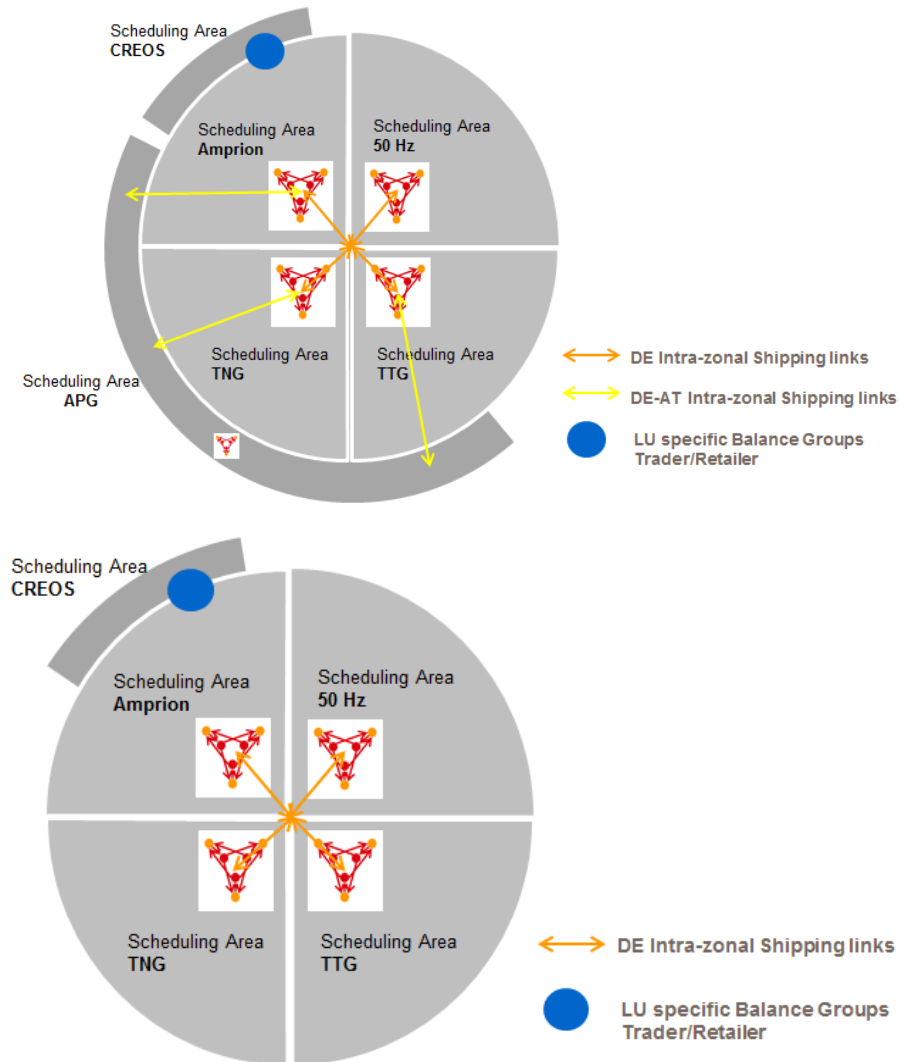 Scheduling Area
CREOS
Scheduling Area
Amprion
Scheduling Area
50 Hz
Scheduling Area
TNG
Scheduling Area
TTG
Scheduling Area
APG
DE Intra-zonal Shipping links
DE-AT Intra-zonal Shipping links
LU specific Balance Groups
Trader/Retailer
Scheduling Area
CREOS
Scheduling Area
Amprion
Scheduling Area
50 Hz
Scheduling Area
TNG
Scheduling Area
TTG
DE Intra-zonal Shipping links
LU specific Balance Groups
Trader/Retailer